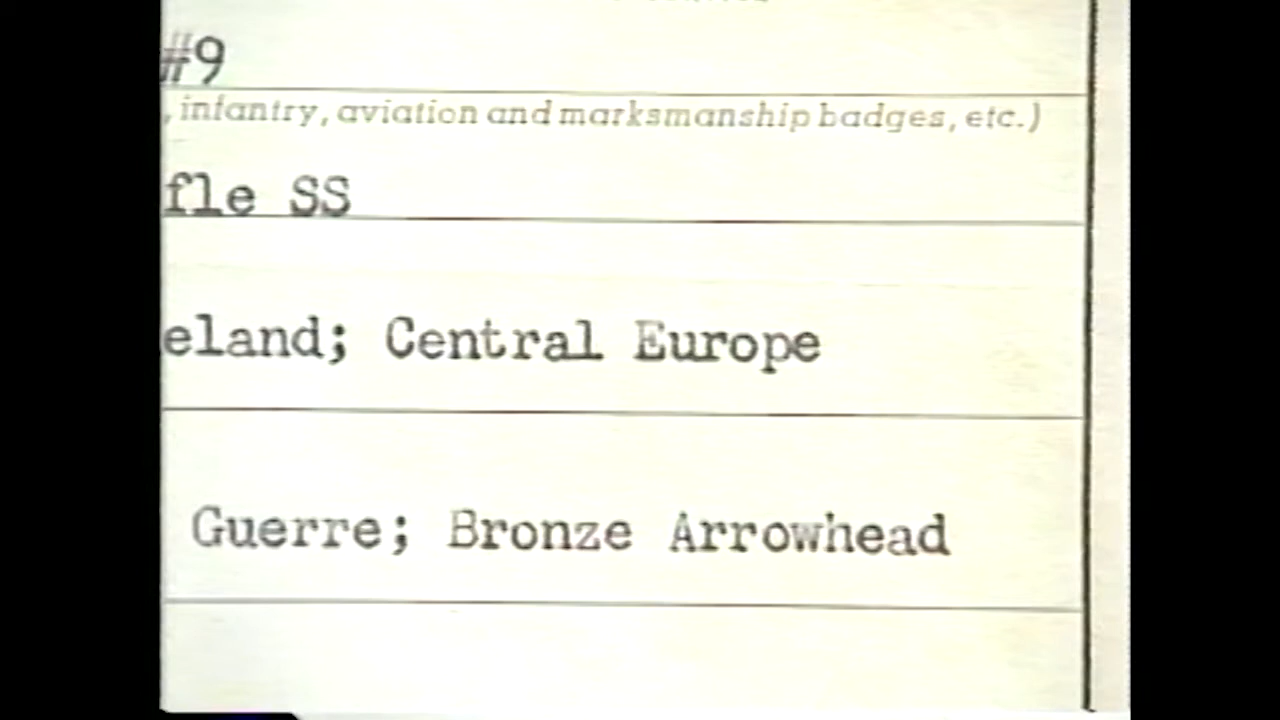 #9
, infantry, aviation and marksmanship badges, etc.)
fle SS
eland; Central Europe
Guerre; Bronze Arrowhead